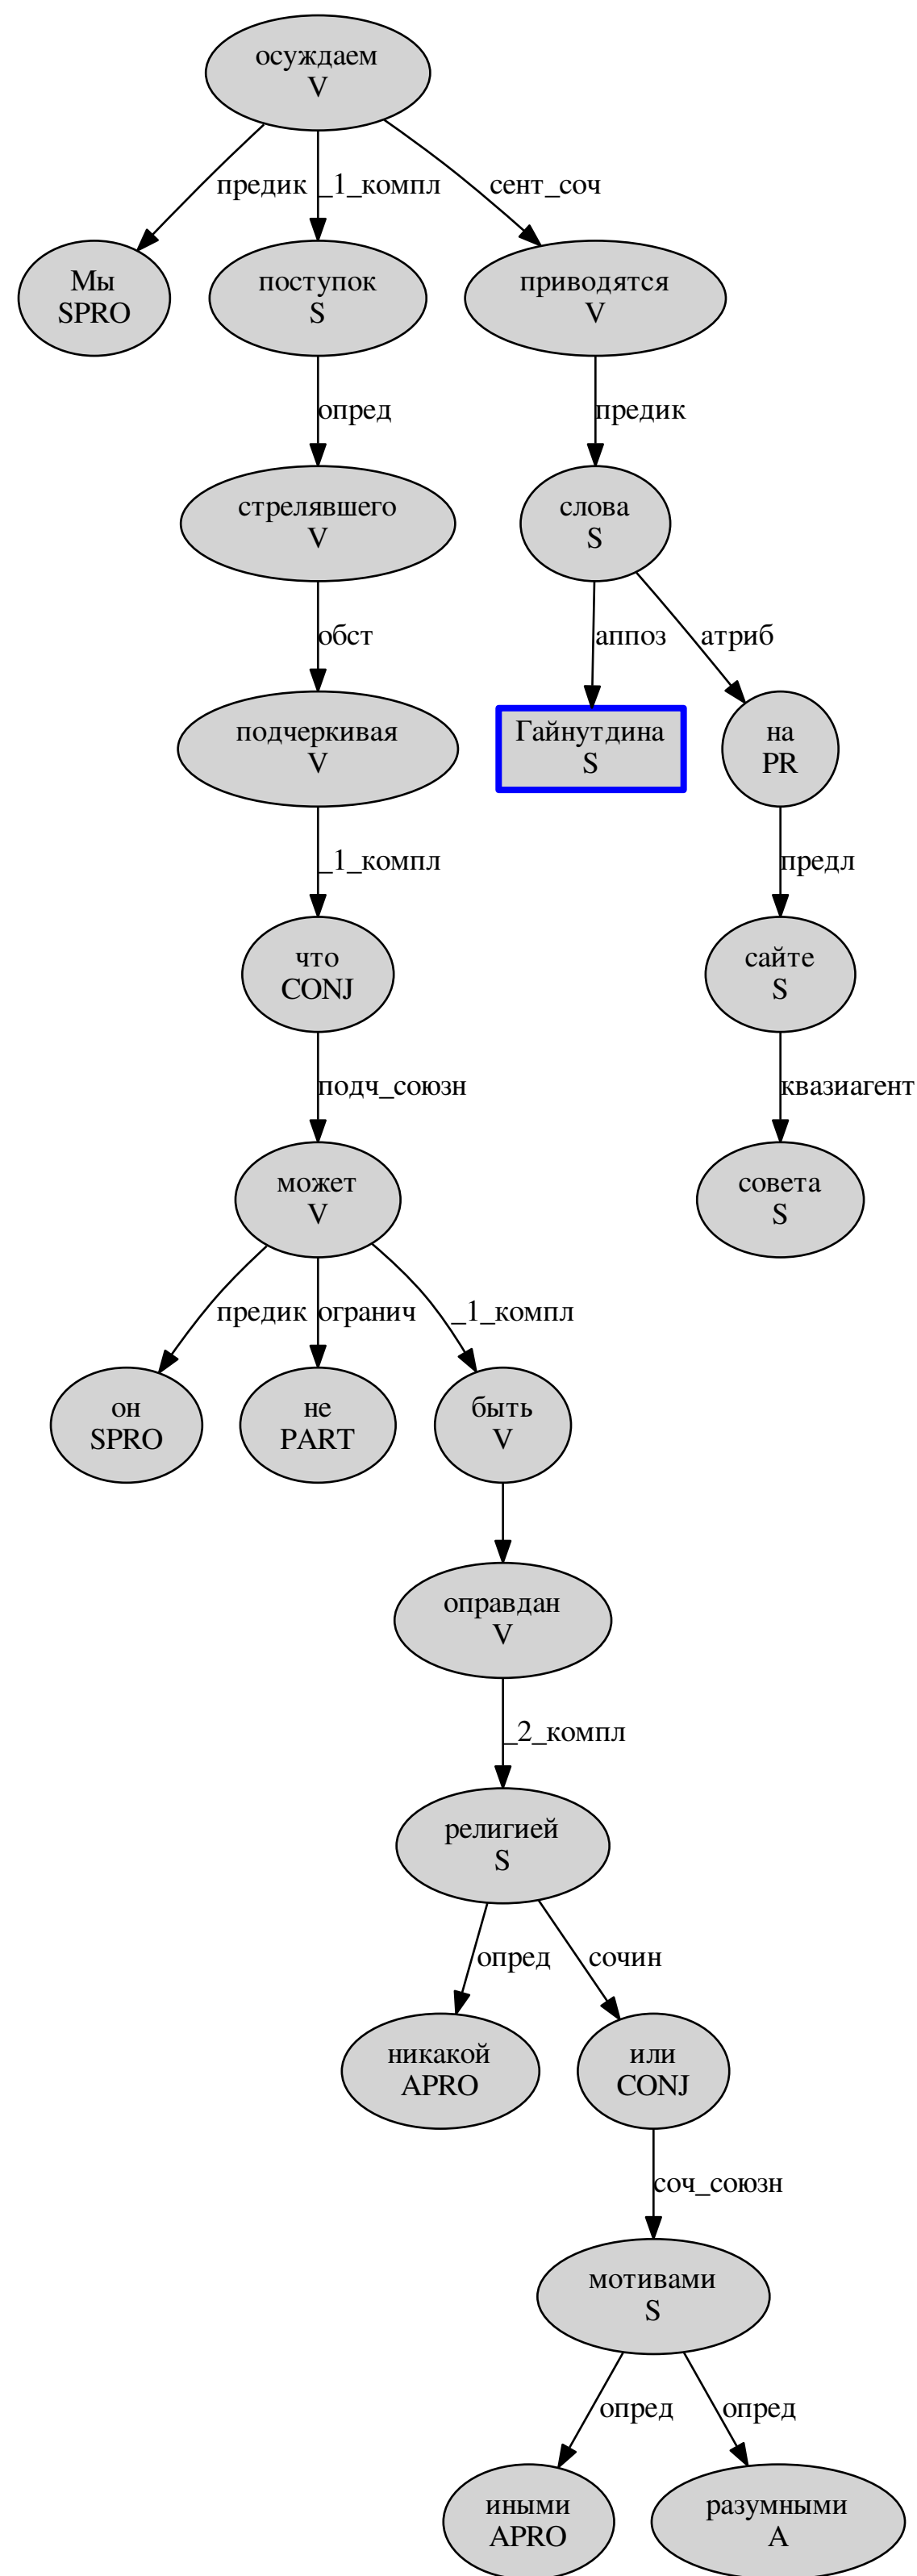 осуждаем
V
предик
_1_компл
сент_соч
Мы
SPRO
поступок
S
приводятся
V
опред
предик
стрелявшего
V
слова
S
обст
аппоз
атриб
подчеркивая
V
Гайнутдина
S
на
PR
_1_компл
предл
что
CONJ
сайте
S
подч_союзн
квазиагент
может
V
совета
S
предик
огранич
_1_компл
он
SPRO
не
PART
быть
V
оправдан
V
_2_компл
религией
S
опред
сочин
никакой
APRO
или
CONJ
соч_союзн
мотивами
S
опред
опред
иными
APRO
разумными
A